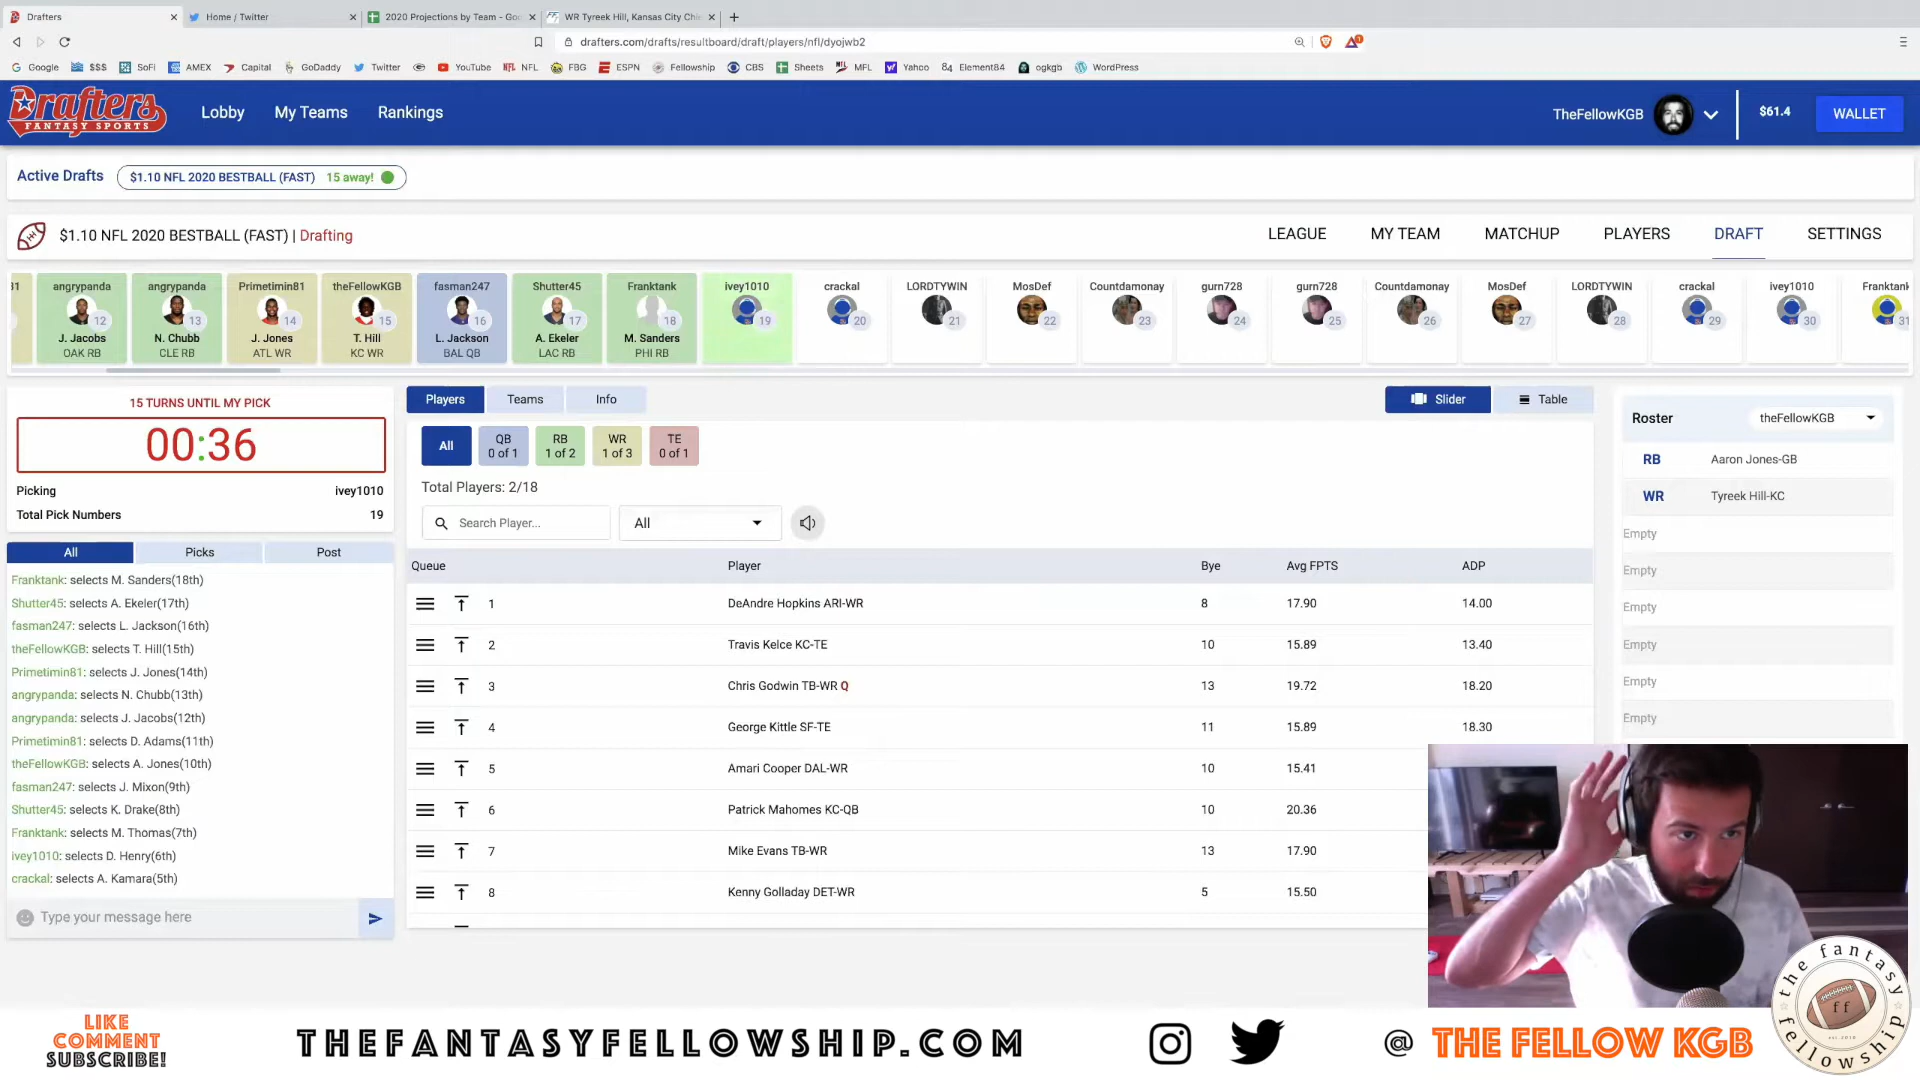 Drafters
Home / Twitter
2020 Projections by Team - Goo
WR Tyreek Hill, Kansas City Chi
drafters.com/drafts/resultboard/draft/players/nfl/dyojwb2
Google
$$$
SoFi
AMEX
Capital
GoDaddy
Twitter
YouTube
NFL
FBG
ESPN
Fellowship
CBS
Sheets
MFL
Yahoo
84 Element84
ogkgb
WordPress
Drafters
FANTASY SPORTS
Lobby
My Teams
Rankings
TheFellowKGB
$61.4
WALLET
Active Drafts
$1.10 NFL 2020 BESTBALL (FAST) 15 away!
$1.10 NFL 2020 BESTBALL (FAST) | Drafting
LEAGUE
MY TEAM
MATCHUP
PLAYERS
DRAFT
SETTINGS
angrypanda
12
J. Jacobs
OAK RB
angrypanda
13
N. Chubb
CLE RB
Primetimin81
14
J. Jones
ATL WR
theFellowKGB
15
T. Hill
KC WR
fasman247
16
L. Jackson
BAL QB
Shutter45
17
A. Ekeler
LAC RB
Franktank
18
M. Sanders
PHI RB
ivey1010
19
crackal
20
LORDTYWIN
21
MosDef
22
Countdamonay
23
gurn728
24
gurn728
25
Countdamonay
26
MosDef
27
LORDTYWIN
28
crackal
29
ivey1010
30
Franktank
31
15 TURNS UNTIL MY PICK
00:36
Picking ivey1010
Total Pick Numbers 19
All
Picks
Post
Franktank: selects M. Sanders(18th)
Shutter45: selects A. Ekeler(17th)
fasman247: selects L. Jackson(16th)
theFellowKGB: selects T. Hill(15th)
Primetimin81: selects J. Jones(14th)
angrypanda: selects N. Chubb(13th)
angrypanda: selects J. Jacobs(12th)
Primetimin81: selects D. Adams(11th)
theFellowKGB: selects A. Jones(10th)
fasman247: selects J. Mixon(9th)
Shutter45: selects K. Drake(8th)
Franktank: selects M. Thomas(7th)
ivey1010: selects D. Henry(6th)
crackal: selects A. Kamara(5th)
Type your message here
Players
Teams
Info
Slider
Table
All
QB
0 of 1
RB
1 of 2
WR
1 of 3
TE
0 of 1
Total Players: 2/18
Search Player...
All
Queue Player Bye Avg FPTS ADP
1 DeAndre Hopkins ARI-WR 8 17.90 14.00
2 Travis Kelce KC-TE 10 15.89 13.40
3 Chris Godwin TB-WR Q 13 19.72 18.20
4 George Kittle SF-TE 11 15.89 18.30
5 Amari Cooper DAL-WR 10 15.41
6 Patrick Mahomes KC-QB 10 20.36
7 Mike Evans TB-WR 13 17.90
8 Kenny Golladay DET-WR 5 15.50
Roster theFellowKGB
RB Aaron Jones-GB
WR Tyreek Hill-KC
Empty
Empty
Empty
Empty
Empty
Empty
LIKE
COMMENT
SUBSCRIBE!
THEFANTASYFELLOWSHIP.COM
@ THE FELLOW KGB
the fantasy
ff
fellowship